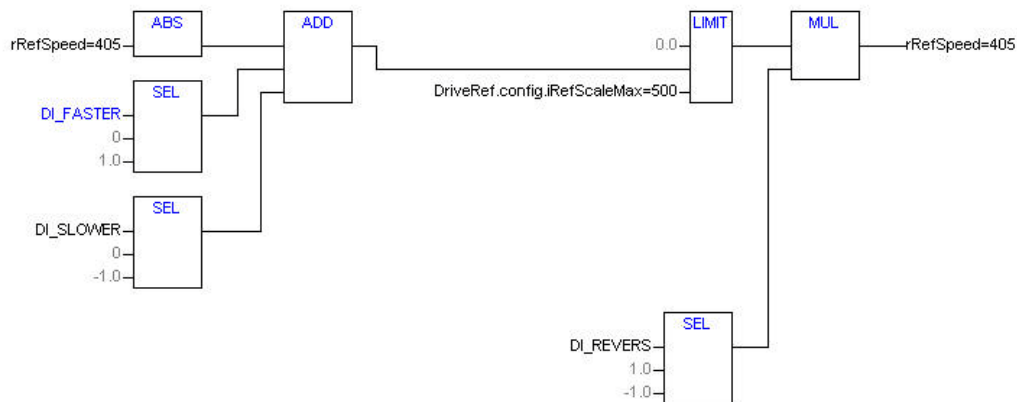 ABS
ADD
LIMIT
MUL
rRefSpeed=405
0.0
rRefSpeed=405
SEL
DriveRef.config.iRefScaleMax=500
DI_FASTER
0
1.0
SEL
DI_SLOWER
0
-1.0
SEL
DI_REVERS
1.0
-1.0